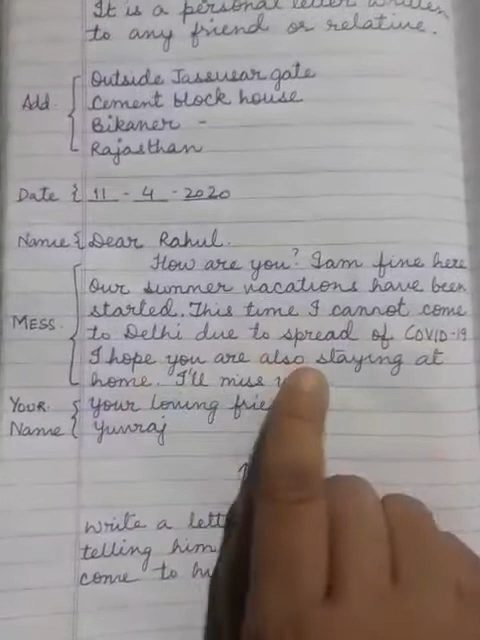 It is a personal letter written
to any friend or relative.
Add. Outside Jassusar gate
Cement block house
Bikaner -
Rajasthan
Date 11 - 4 - 2020
Name Dear Rahul.
How are you? I am fine here
Our summer vacations have been
started. This time I cannot come
MESS. to Delhi due to spread of COVID-19
I hope you are also staying at
home. I'll miss
YOUR Your loving
Name Yuvraj
write a
telling him
come to